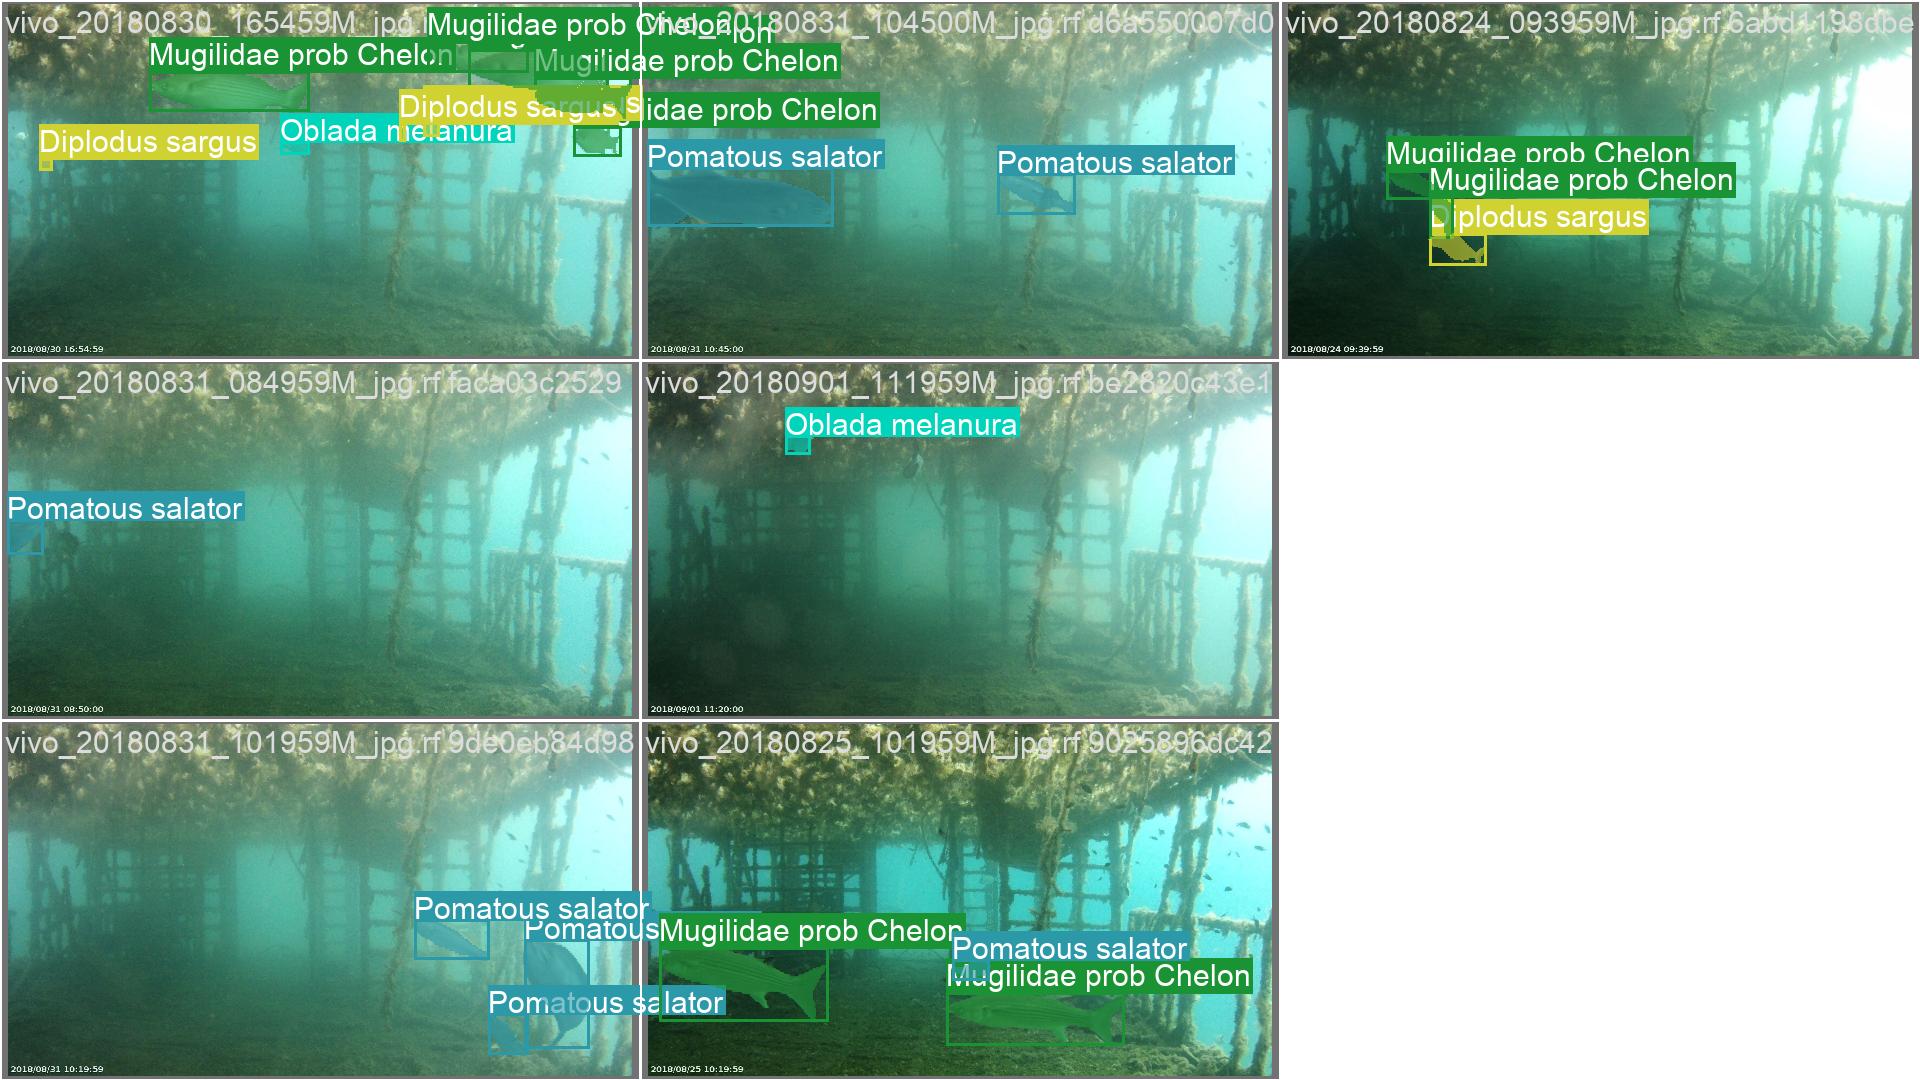 vivo_20180830_165459M_jpg.r
Mugilidae prob Chelon
vivo_20180831_104500M_jpg.rf.d6a550007d0
vivo_20180824_093959M_jpg.rf.6abd1198dbe
Mugilidae prob Chelon
Mugilidae prob Chelon
Diplodus sargus
Mugilidae prob Chelon
Diplodus sargus
Oblada melanura
Pomatous salator
Pomatous salator
Mugilidae prob Chelon
Mugilidae prob Chelon
Diplodus sargus
2018/08/30 16:54:59
2018/08/31 10:45:00
2018/08/24 09:39:59
vivo_20180831_084959M_jpg.rf.faca03c2529
vivo_20180901_111959M_jpg.rf.be2820c43e1
Oblada melanura
Pomatous salator
2018/08/31 08:50:00
2018/09/01 11:20:00
vivo_20180831_101959M_jpg.rf.9de0eb84d98
vivo_20180825_101959M_jpg.rf.9025896dc42
Pomatous salator
Pomatous
Mugilidae prob Chelon
Pomatous salator
Mugilidae prob Chelon
Pomatous salator
2018/08/31 10:19:59
2018/08/25 10:19:59